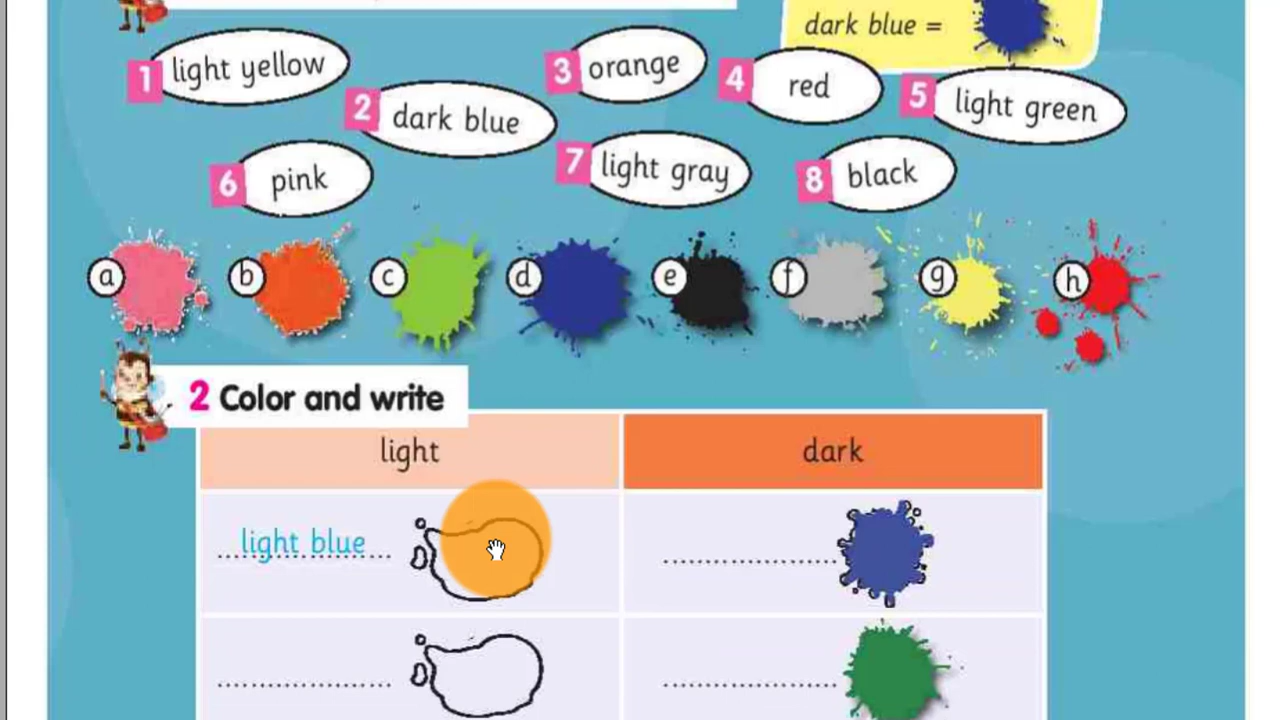 dark blue =
1 light yellow
2 dark blue
3 orange
4 red
5 light green
6 pink
7 light gray
8 black
a b c d e f g h
2 Color and write
light dark
light blue ....................
.................... ....................